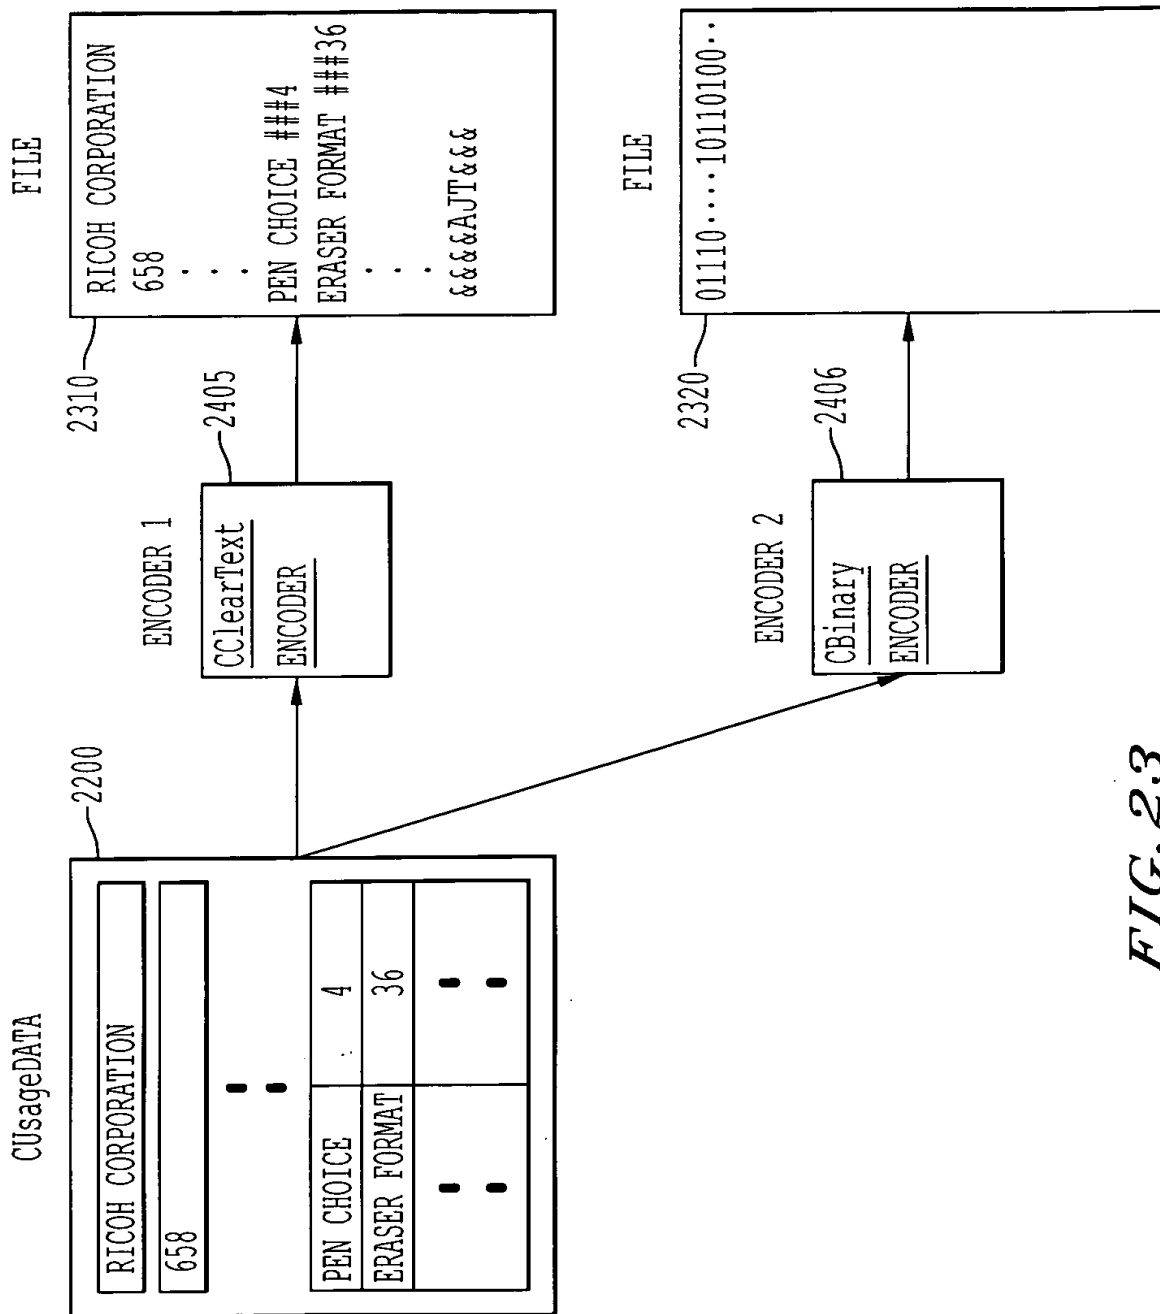 CUsageDATA
2200
RICOH CORPORATION
658
PEN CHOICE 4
ERASER FORMAT 36
ENCODER 1
2405
CClearText
ENCODER
FILE
2310
RICOH CORPORATION
658
. . .
PEN CHOICE ###4
ERASER FORMAT ###36
. . .
&&&&AJT&&&
ENCODER 2
2406
CBinary
ENCODER
FILE
2320
01110·····10110100··
FIG.23